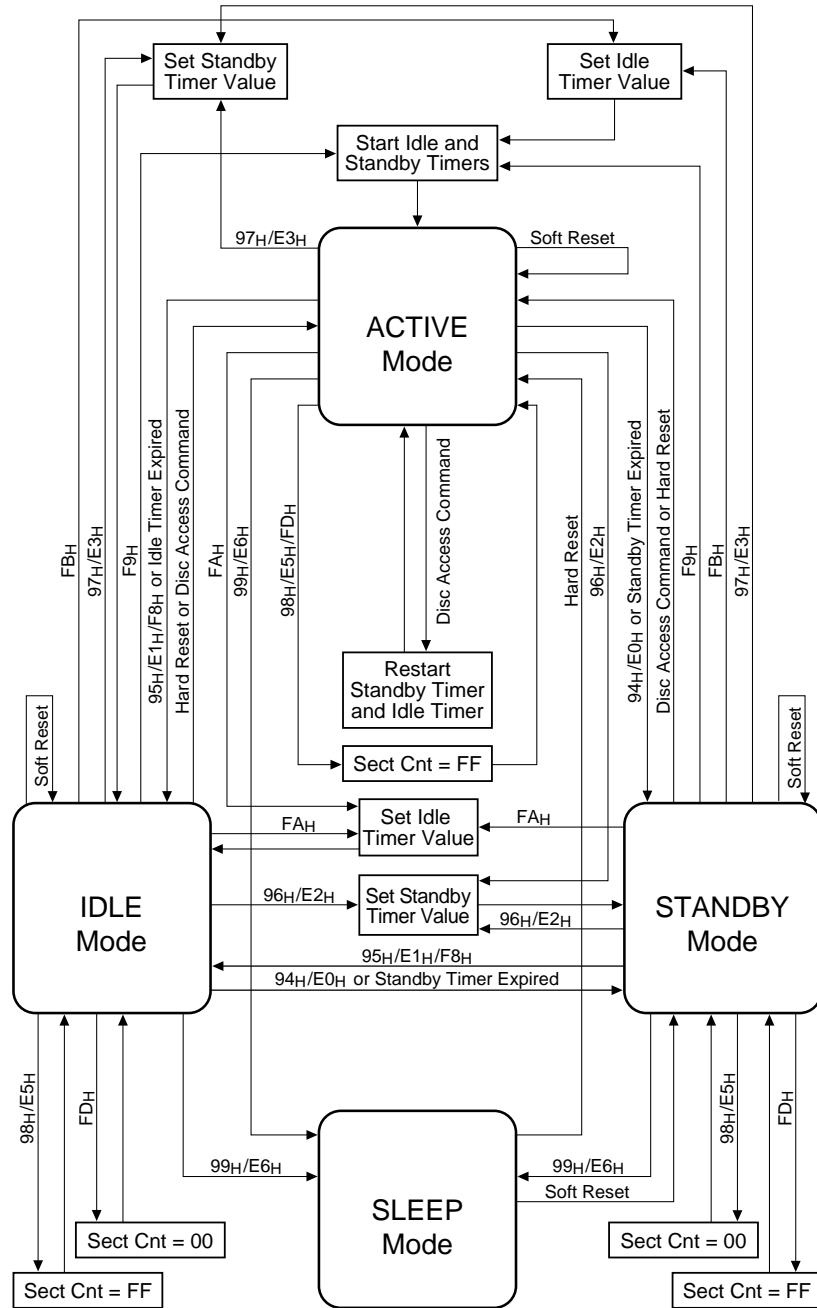 Set Standby
Timer Value
Set Idle
Timer Value
Start Idle and
Standby Timers
97H/E3H
Soft Reset
ACTIVE
Mode
FBH
97H/E3H
F9H
95H/E1H/F8H or Idle Timer Expired
Hard Reset or Disc Access Command
FAH
99H/E6H
98H/E5H/FDH
Disc Access Command
Hard Reset
96H/E2H
94H/E0H or Standby Timer Expired
Disc Access Command or Hard Reset
F9H
FBH
97H/E3H
Restart
Standby Timer
and Idle Timer
Sect Cnt = FF
Soft Reset
Soft Reset
Set Idle
Timer Value
FAH
FAH
IDLE
Mode
96H/E2H
Set Standby
Timer Value
96H/E2H
STANDBY
Mode
95H/E1H/F8H
94H/E0H or Standby Timer Expired
98H/E5H
FDH
99H/E6H
SLEEP
Mode
99H/E6H
Soft Reset
98H/E5H
FDH
Sect Cnt = 00
Sect Cnt = FF
Sect Cnt = 00
Sect Cnt = FF